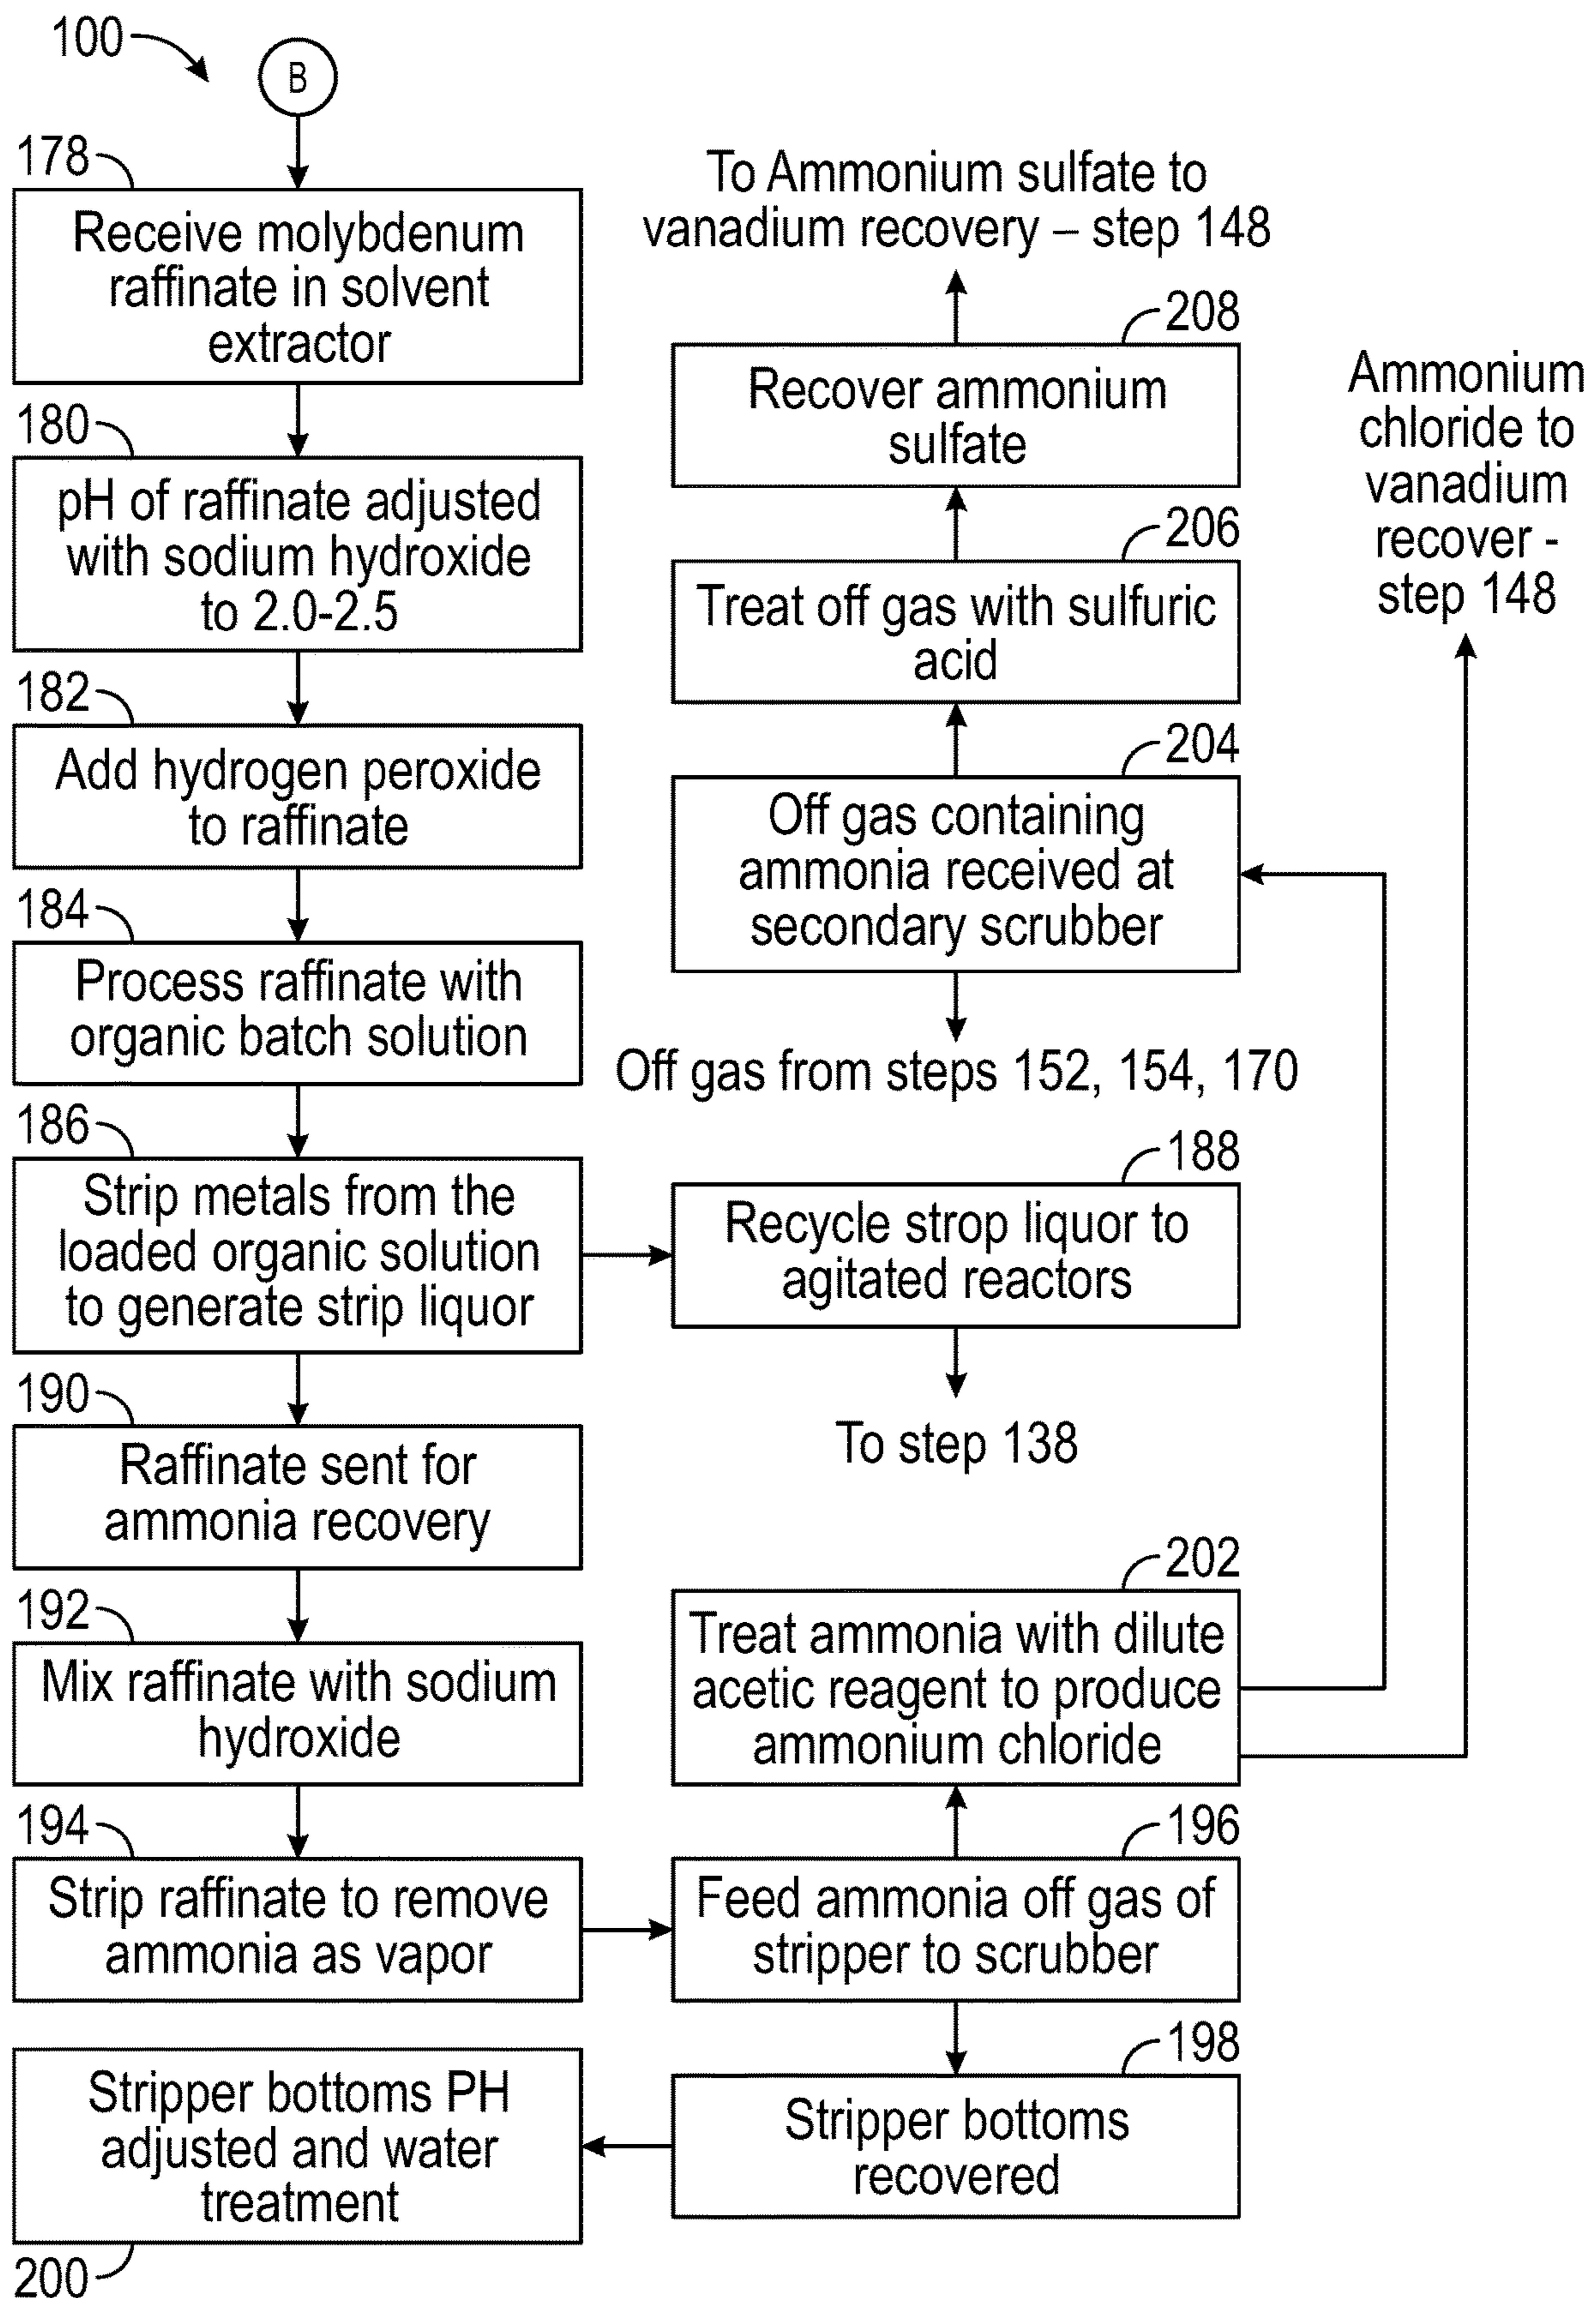 100
B
178
Receive molybdenum
raffinate in solvent
extractor
180
pH of raffinate adjusted
with sodium hydroxide
to 2.0-2.5
182
Add hydrogen peroxide
to raffinate
184
Process raffinate with
organic batch solution
186
Strip metals from the
loaded organic solution
to generate strip liquor
190
Raffinate sent for
ammonia recovery
192
Mix raffinate with sodium
hydroxide
194
Strip raffinate to remove
ammonia as vapor
Stripper bottoms PH
adjusted and water
treatment
200
To Ammonium sulfate to
vanadium recovery – step 148
208
Recover ammonium
sulfate
206
Treat off gas with sulfuric
acid
204
Off gas containing
ammonia received at
secondary scrubber
Off gas from steps 152, 154, 170
188
Recycle strop liquor to
agitated reactors
To step 138
202
Treat ammonia with dilute
acetic reagent to produce
ammonium chloride
196
Feed ammonia off gas of
stripper to scrubber
198
Stripper bottoms
recovered
Ammonium
chloride to
vanadium
recover -
step 148